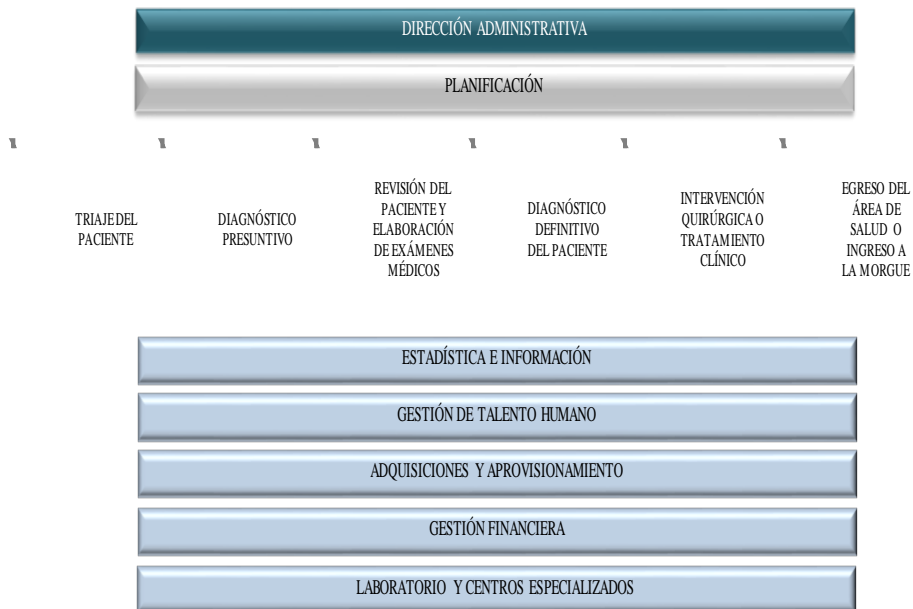 DIRECCIÓN ADMINISTRATIVA
PLANIFICACIÓN
TRIAJE DEL
PACIENTE
DIAGNÓSTICO
PRESUNTIVO
REVISIÓN DEL
PACIENTE Y
ELABORACIÓN
DE EXÁMENES
MÉDICOS
DIAGNÓSTICO
DEFINITIVO
DEL PACIENTE
INTERVENCIÓN
QUIRÚRGICA O
TRATAMIENTO
CLÍNICO
EGRESO DEL
ÁREA DE
SALUD O
INGRESO A
LA MORGUE
ESTADÍSTICA E INFORMACIÓN
GESTIÓN DE TALENTO HUMANO
ADQUISICIONES Y APROVISIONAMIENTO
GESTIÓN FINANCIERA
LABORATORIO Y CENTROS ESPECIALIZADOS